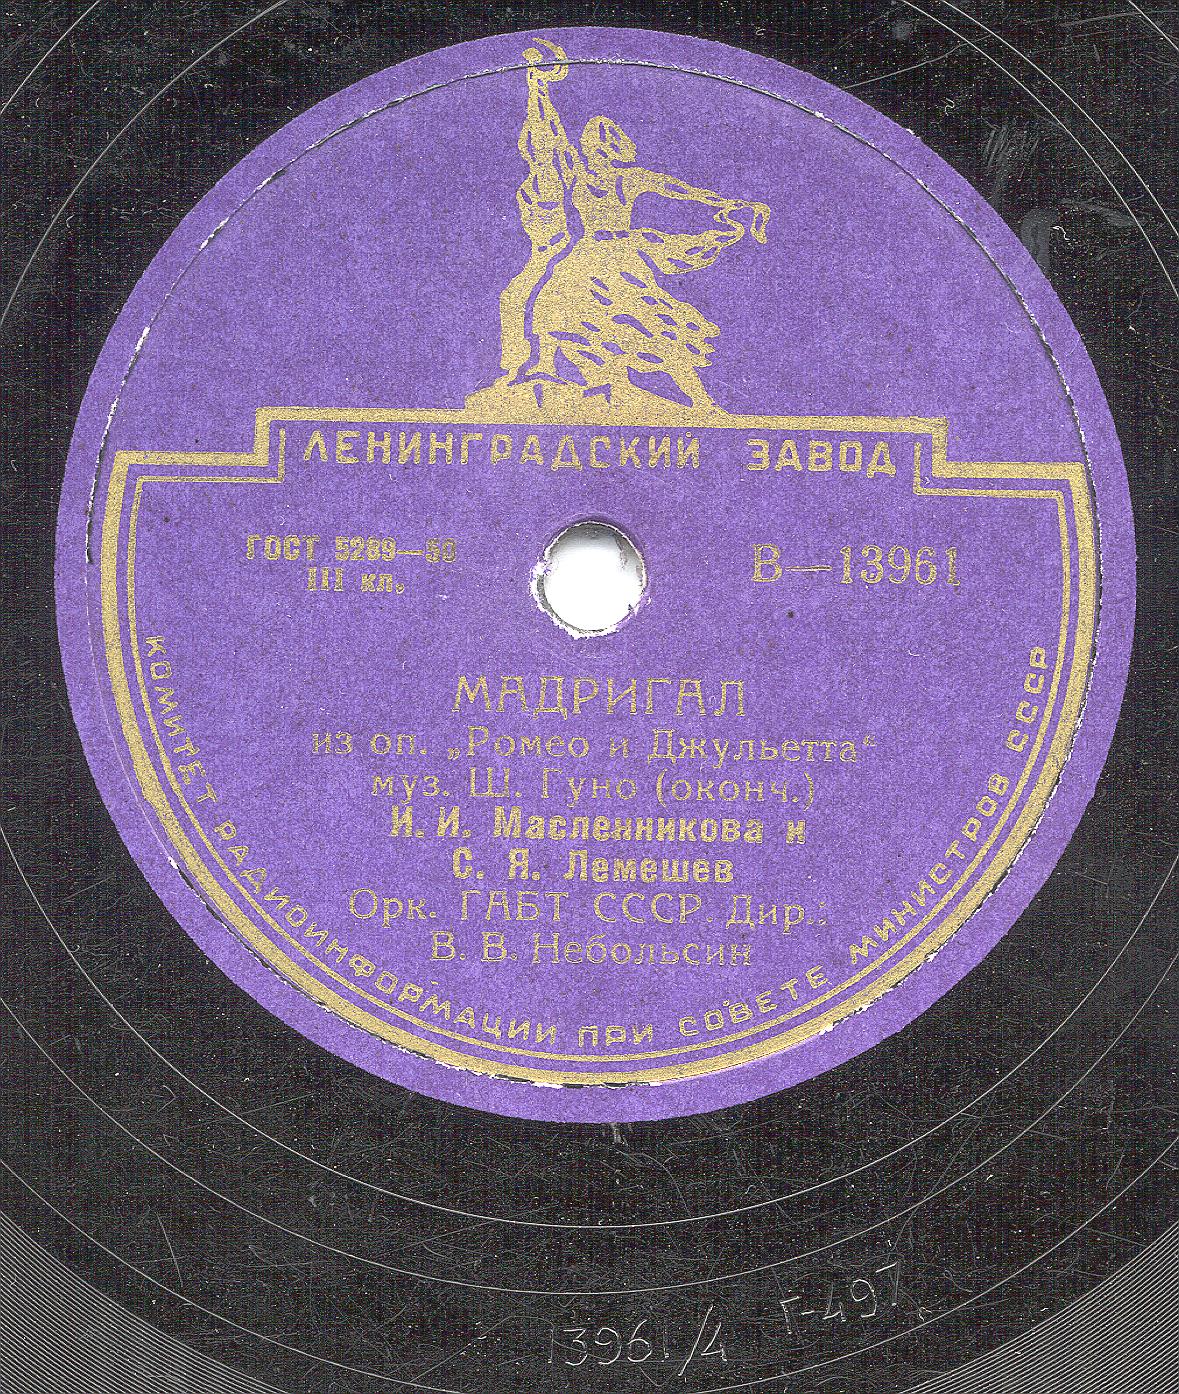 ЛЕНИНГРАДСКИЙ ЗАВОД
ГОСТ 5289—50
III кл.
В—13961
МАДРИГАЛ
из оп. „Ромео и Джульетта“
муз. Ш. Гуно (оконч.)
И. И. Масленникова и
С. Я. Лемешев
Орк. ГАБТ СССР. Дир.:
В. В. Небольсин
КОМИТЕТ РАДИОИНФОРМАЦИИ ПРИ СОВЕТЕ МИНИСТРОВ СССР
13961/4 Г-497